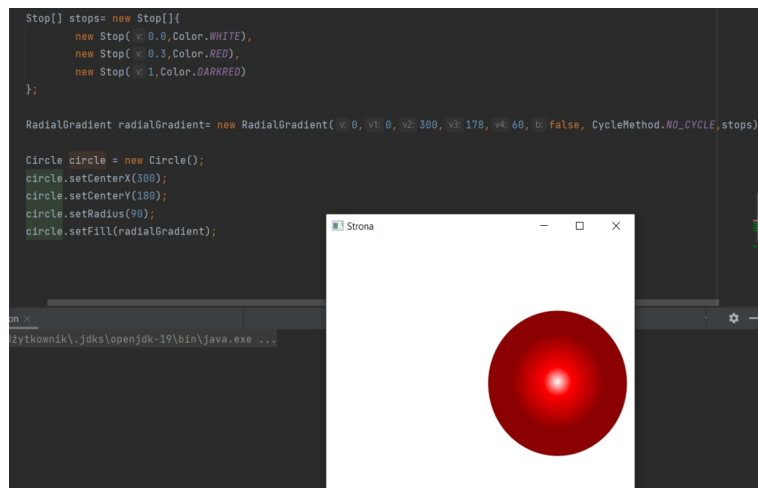 Stop[] stops= new Stop[]{
new Stop( v: 0.0,Color.WHITE),
new Stop( v: 0.3,Color.RED),
new Stop( v: 1,Color.DARKRED)
};
RadialGradient radialGradient= new RadialGradient( v: 0, v1: 0, v2: 300, v3: 178, v4: 60, b: false, CycleMethod.NO_CYCLE,stops)
Circle circle = new Circle();
circle.setCenterX(300);
circle.setCenterY(180);
circle.setRadius(90);
circle.setFill(radialGradient);
Strona
on ×
Użytkownik\.jdks\openjdk-19\bin\java.exe ...